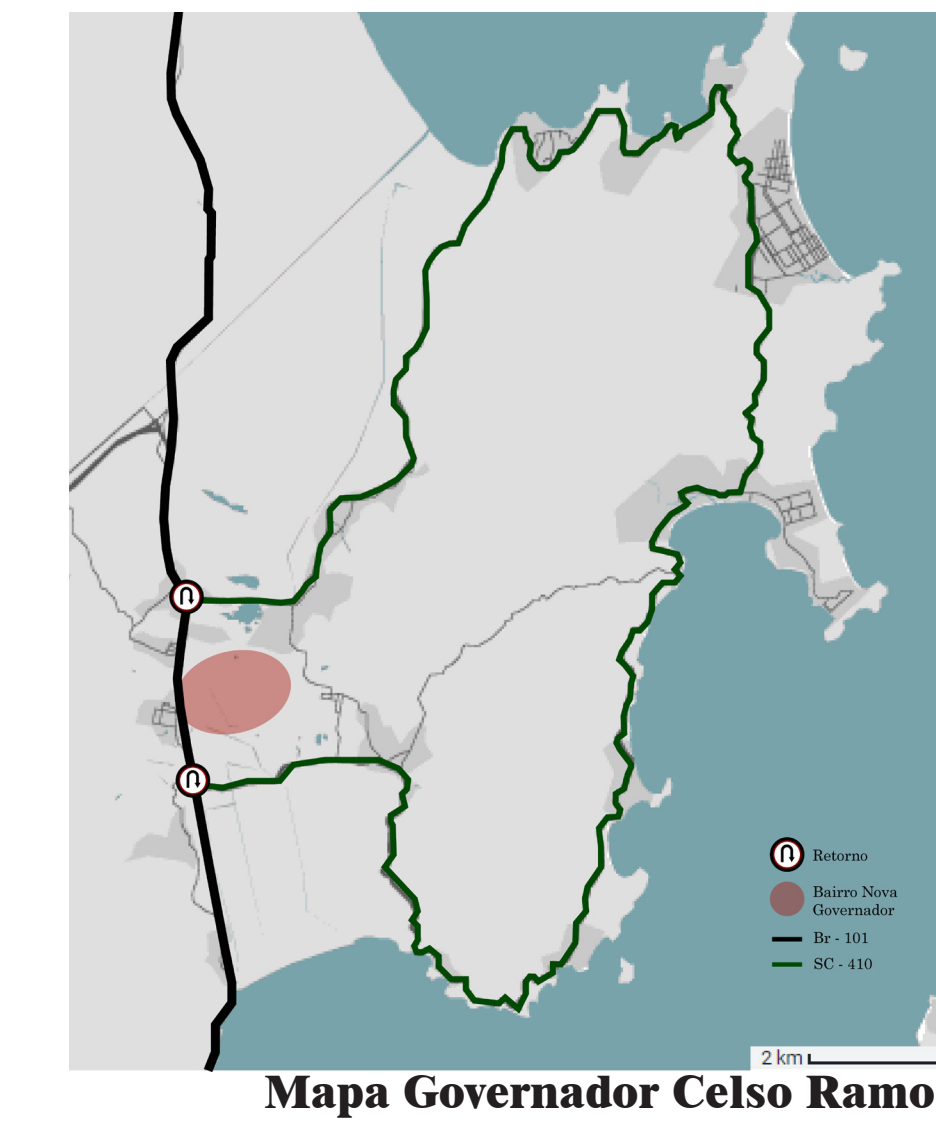 Retorno
Bairro Nova
Governador
Br - 101
SC - 410
2 km
Mapa Governador Celso Ramo